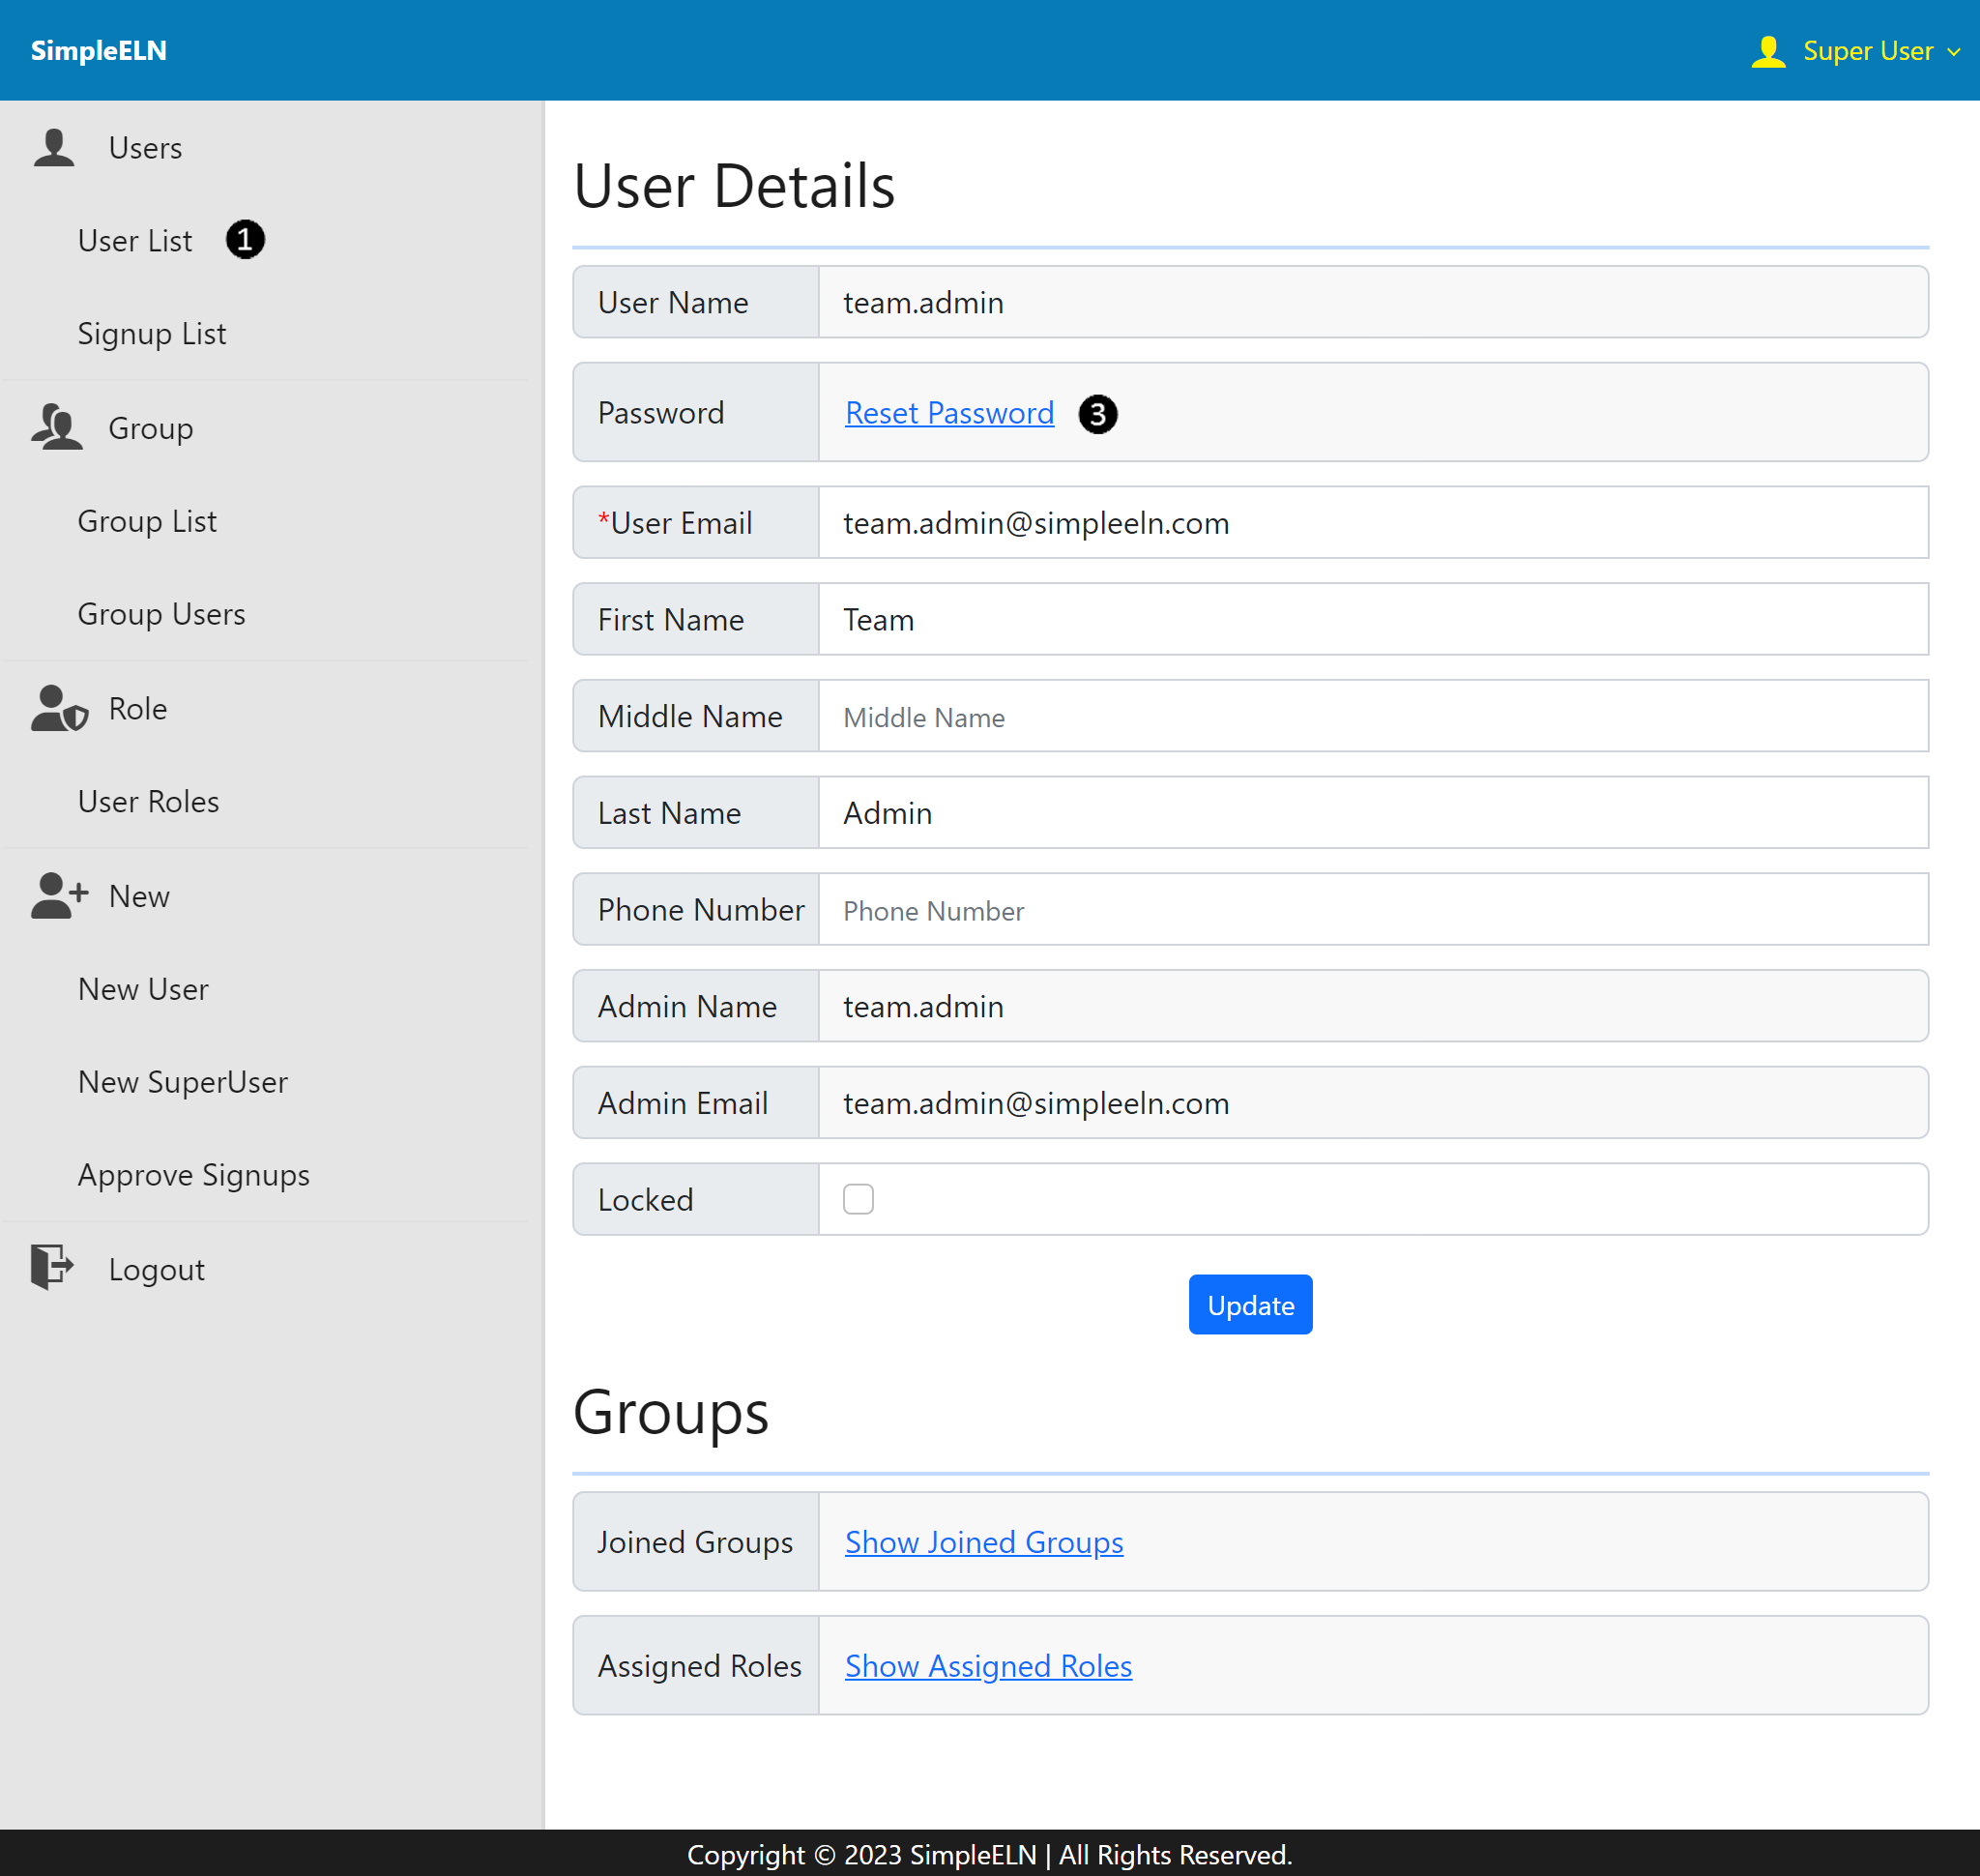 SimpleELN
Super User
Users
User List 1
Signup List
Group
Group List
Group Users
Role
User Roles
New
New User
New SuperUser
Approve Signups
Logout
User Details
User Name team.admin
Password Reset Password 3
*User Email team.admin@simpleeln.com
First Name Team
Middle Name Middle Name
Last Name Admin
Phone Number Phone Number
Admin Name team.admin
Admin Email team.admin@simpleeln.com
Locked
Update
Groups
Joined Groups Show Joined Groups
Assigned Roles Show Assigned Roles
Copyright © 2023 SimpleELN | All Rights Reserved.